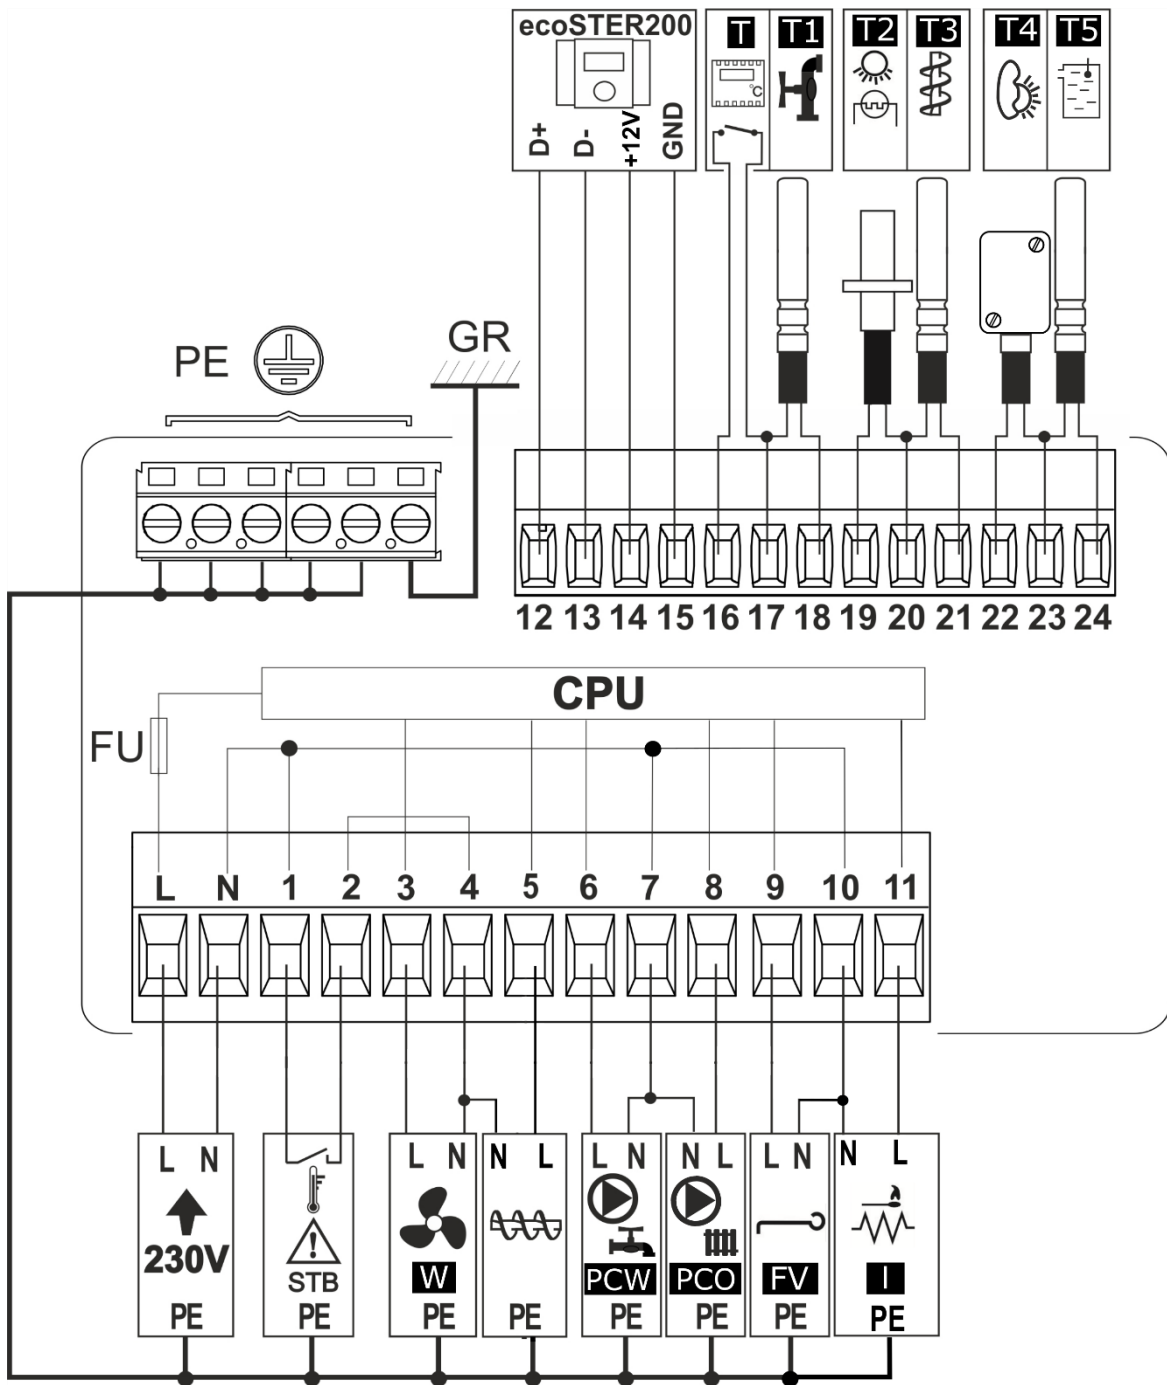 ecoSTER200
T T1 T2 T3 T4 T5
°C
D+ D- +12V GND
PE GR
12 13 14 15 16 17 18 19 20 21 22 23 24
CPU
FU
L N 1 2 3 4 5 6 7 8 9 10 11
L N L N N L L N N L L N N L
230V STB W PCW PCO FV I
PE PE PE PE PE PE PE PE